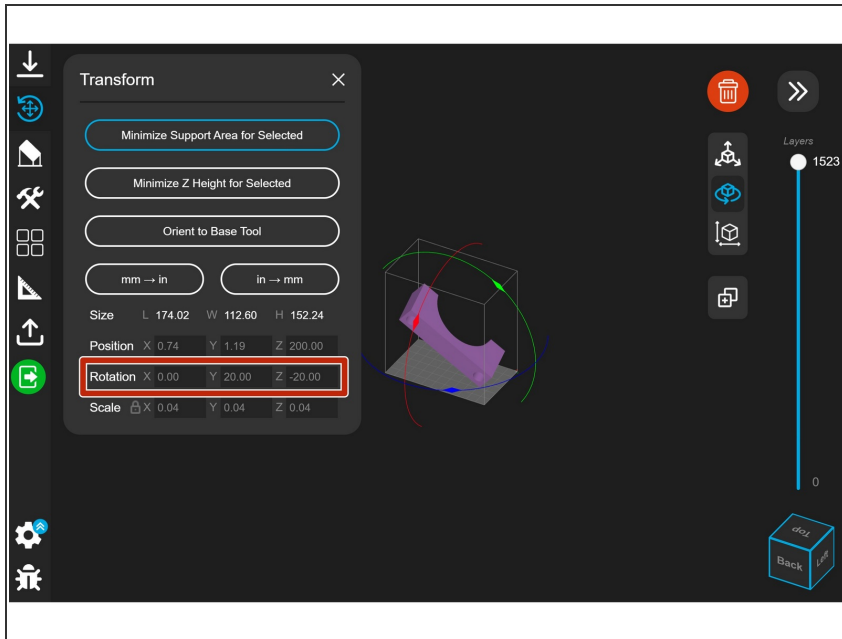 Transform
Minimize Support Area for Selected
Minimize Z Height for Selected
Orient to Base Tool
mm → in in → mm
Size L 174.02 W 112.60 H 152.24
Position X 0.74 Y 1.19 Z 200.00
Rotation X 0.00 Y 20.00 Z -20.00
Scale X 0.04 Y 0.04 Z 0.04
Layers
1523
0
Top
Back Left